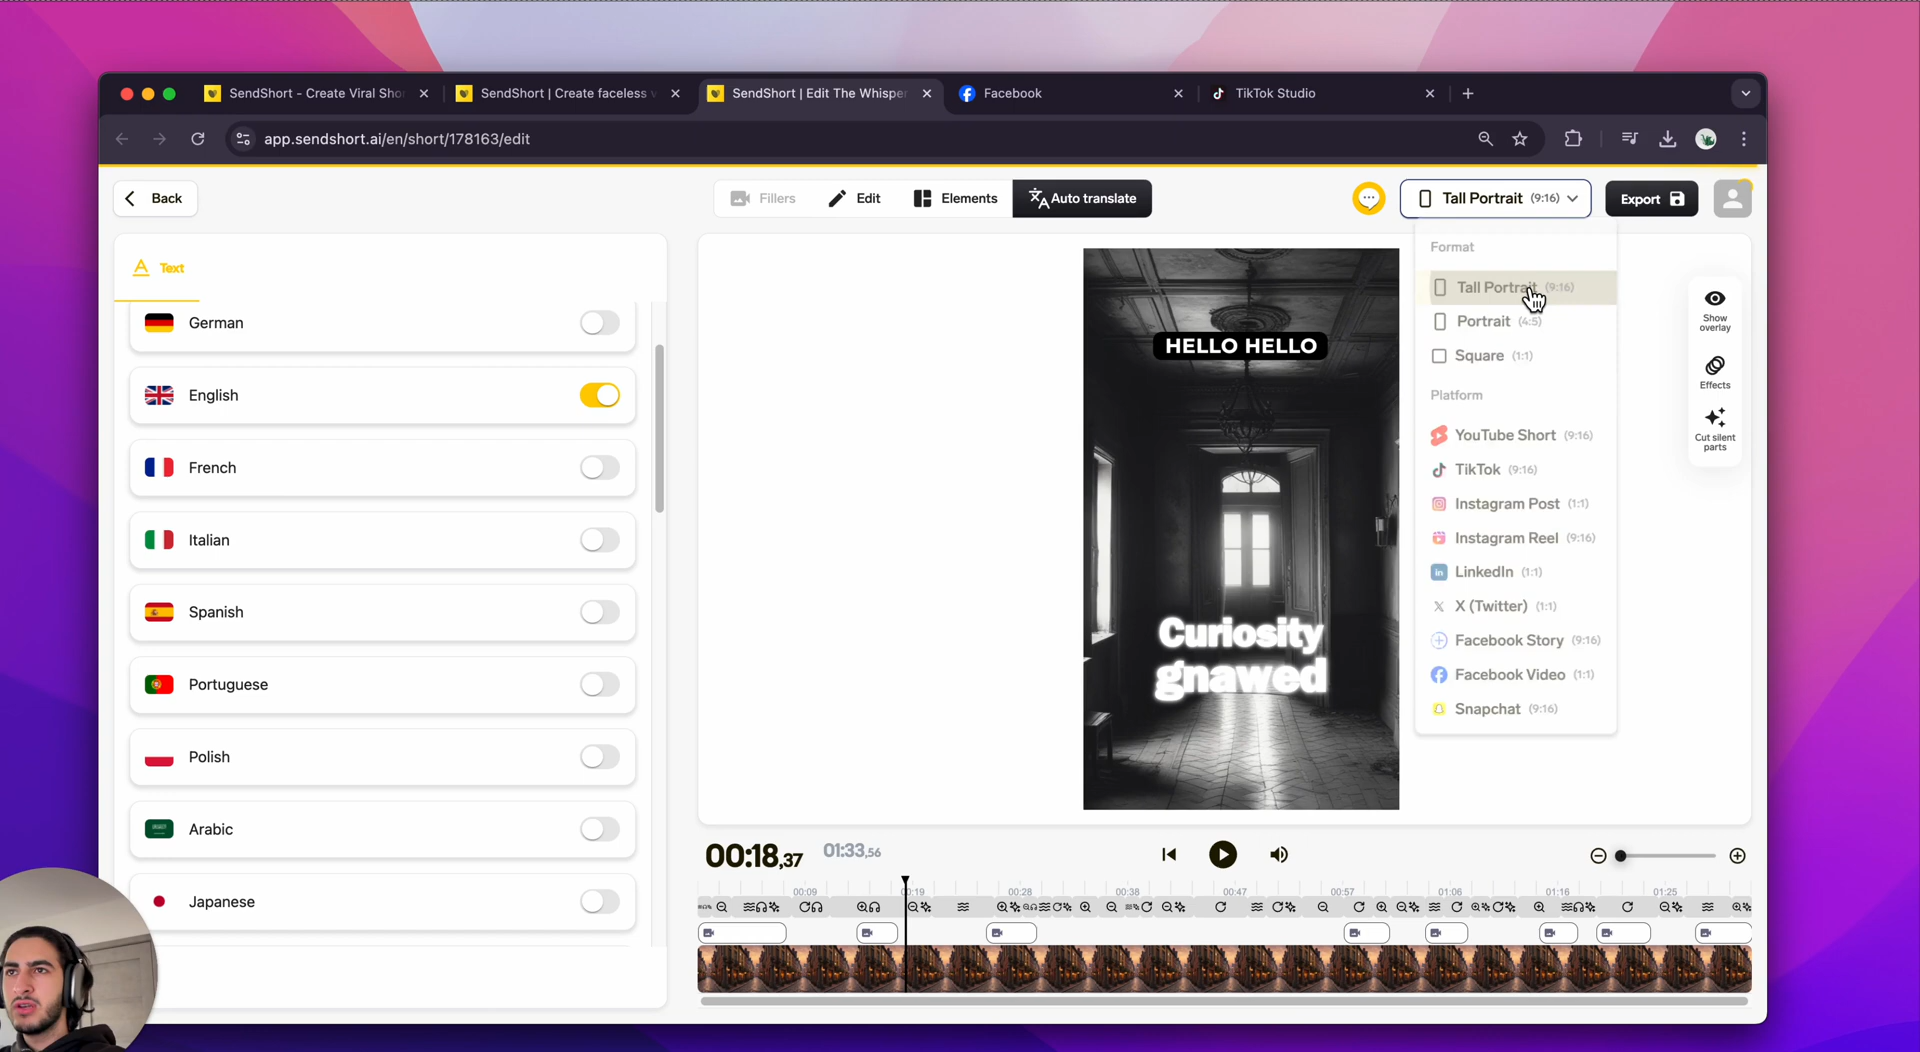 SendShort - Create Viral Sho
SendShort | Create faceless v
SendShort | Edit The Whisper
Facebook
TikTok Studio
app.sendshort.ai/en/short/178163/edit
Back
Fillers
Edit
Elements
Auto translate
Tall Portrait (9:16)
Export
Text
German
English
French
Italian
Spanish
Portuguese
Polish
Arabic
Japanese
HELLO HELLO
Curiosity
gnawed
Format
Tall Portrait (9:16)
Portrait (4:5)
Square (1:1)
Platform
YouTube Short (9:16)
TikTok (9:16)
Instagram Post (1:1)
Instagram Reel (9:16)
LinkedIn (1:1)
X (Twitter) (1:1)
Facebook Story (9:16)
Facebook Video (1:1)
Snapchat (9:16)
Show
overlay
Effects
Cut silent
parts
00:18,37
01:33,56
00:09
00:19
00:28
00:38
00:47
00:57
01:06
01:16
01:25